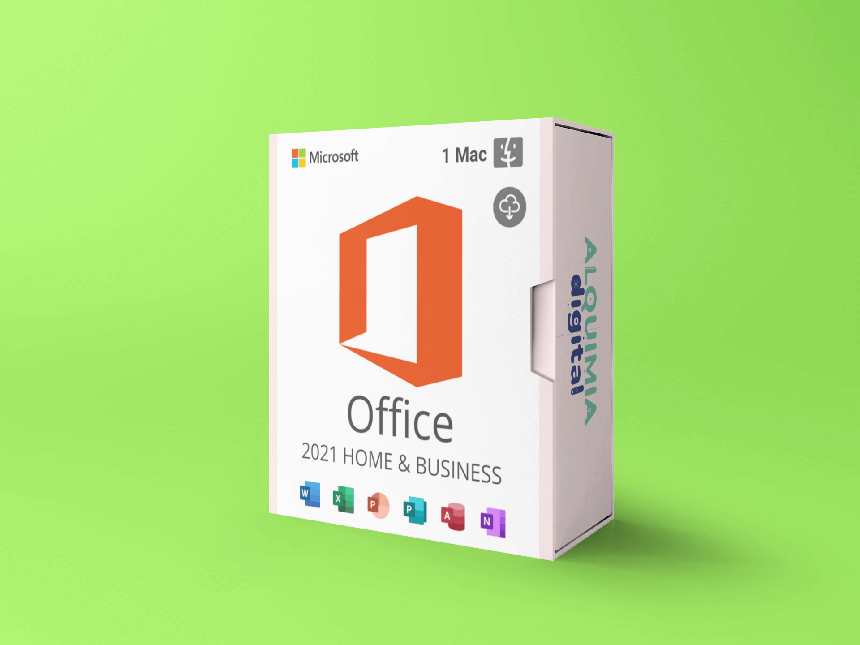 Microsoft
1 Mac
Office
2021 HOME & BUSINESS
W
X
P
P
A
N
ALQUIMIA
digital